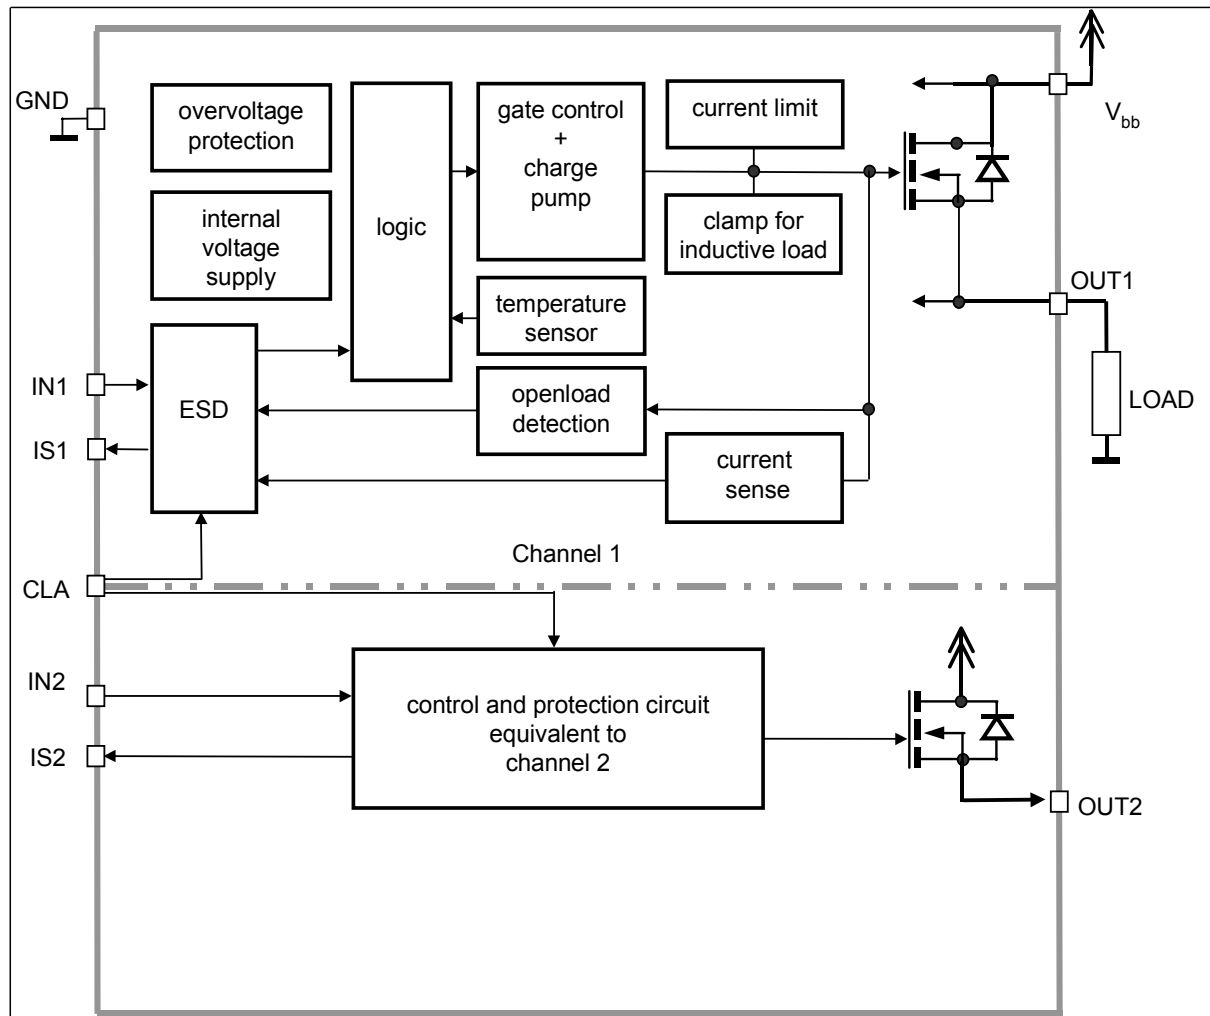 GND
overvoltage
protection
internal
voltage
supply
logic
gate control
+
charge
pump
current limit
clamp for
inductive load
V_bb
OUT1
temperature
sensor
IN1
ESD
openload
detection
LOAD
IS1
current
sense
Channel 1
CLA
IN2
control and protection circuit
equivalent to
channel 2
IS2
OUT2